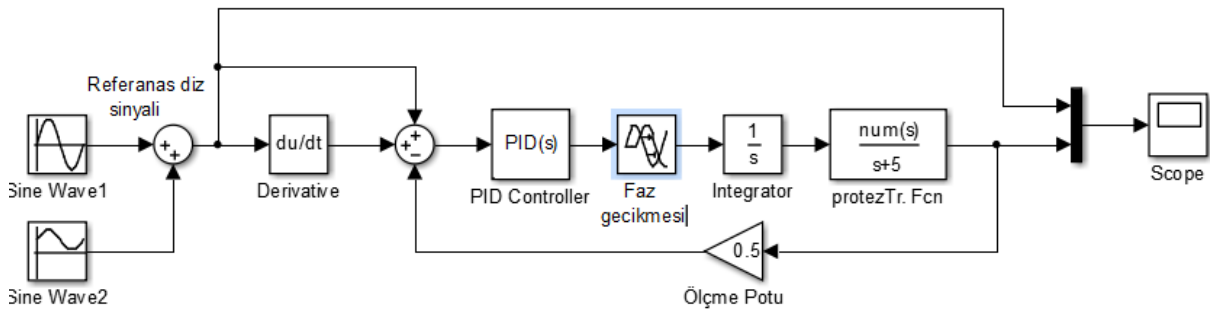 Referanas diz
sinyali
Sine Wave1
du/dt
Derivative
PID(s)
PID Controller
Faz
gecikmesi
1
s
Integrator
num(s)
s+5
protezTr. Fcn
Scope
Sine Wave2
0.5
Ölçme Potu